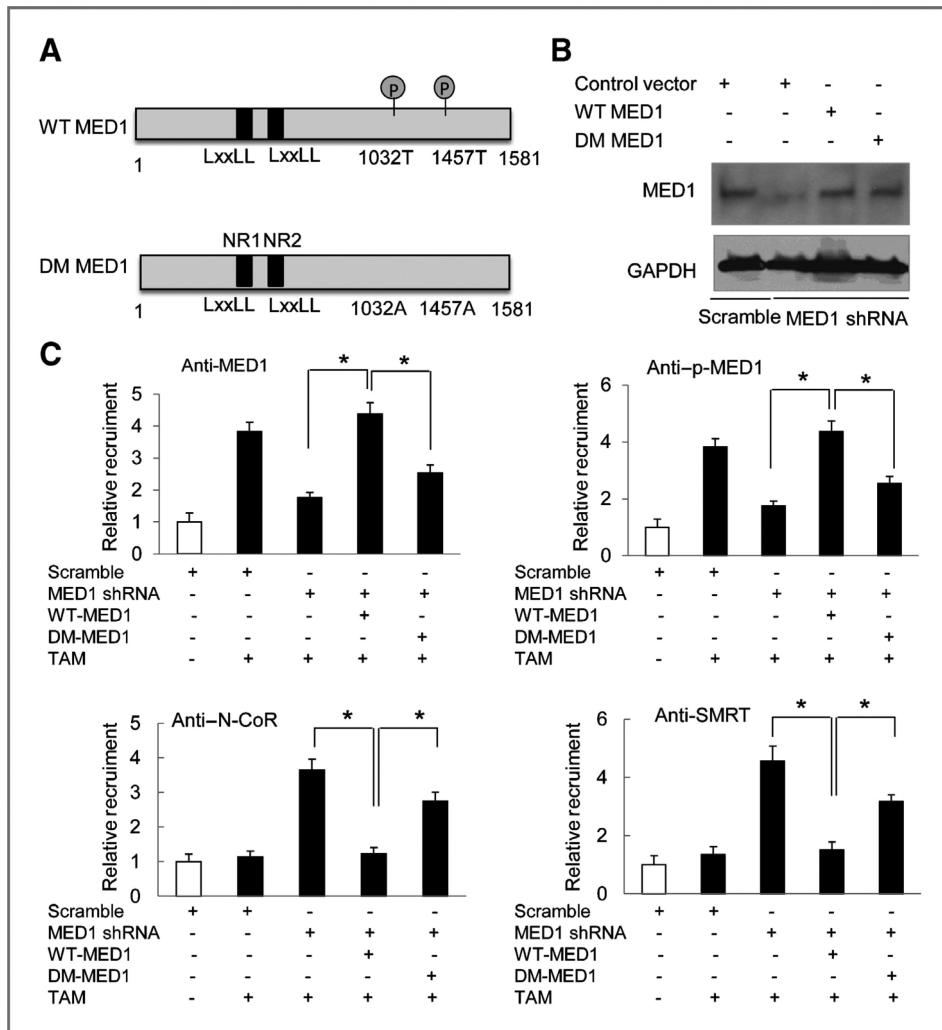 A
WT MED1
P P
1 LxxLL LxxLL 1032T 1457T 1581
NR1 NR2
DM MED1
1 LxxLL LxxLL 1032A 1457A 1581
B
Control vector + + - -
WT MED1 - - + -
DM MED1 - - - +
MED1
GAPDH
Scramble MED1 shRNA
C
Anti-MED1
* *
Relative recruiment
5
4
3
2
1
0
Scramble + + - - -
MED1 shRNA - - + + +
WT-MED1 - - - + -
DM-MED1 - - - - +
TAM - + + + +
Anti–p-MED1
* *
Relative recruiment
6
4
2
0
Scramble + + - - -
MED1 shRNA - - + + +
WT-MED1 - - - + -
DM-MED1 - - - - +
TAM - + + + +
Anti–N-CoR
* *
Relative recruiment
5
4
3
2
1
0
Scramble + + - - -
MED1 shRNA - - + + +
WT-MED1 - - - + -
DM-MED1 - - - - +
TAM - + + + +
Anti-SMRT
* *
Relative recruiment
6
4
2
0
Scramble + + - - -
MED1 shRNA - - + + +
WT-MED1 - - - + -
DM-MED1 - - - - +
TAM - + + + +